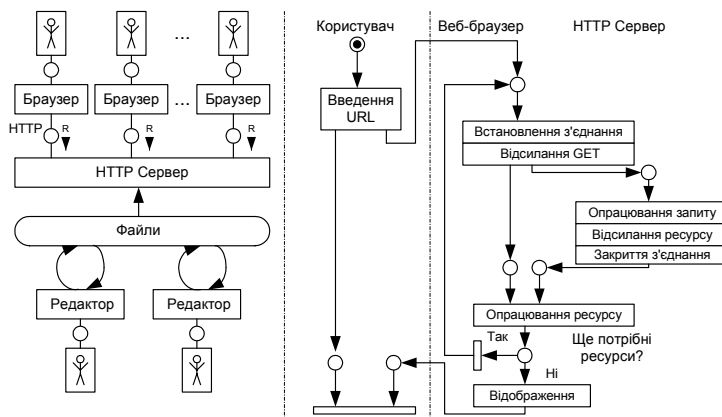 ...
Браузер Браузер ... Браузер
HTTP R R R
HTTP Сервер
Файли
Редактор Редактор
Користувач
Введення
URL
Веб-браузер
HTTP Сервер
Встановлення з'єднання
Відсилання GET
Опрацювання запиту
Відсилання ресурсу
Закриття з'єднання
Опрацювання ресурсу
Так
Ще потрібні
ресурси?
Ні
Відображення